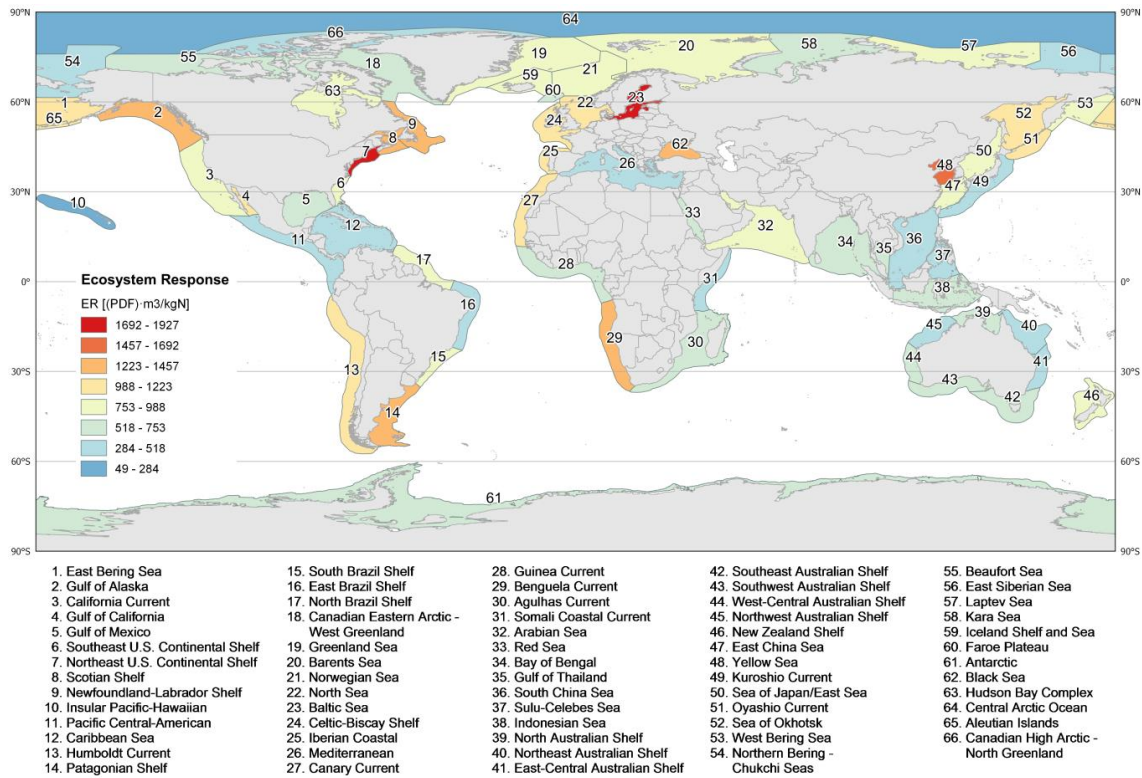 90°N 64 90°N
66
19 20
54 55 18 58 57 56
59 21
63 60
60°N 1 2 23 53 60°N
65 9 24 22 52
8 51
7 25 62 50
26 48
30°N 3 6 47 49 30°N
10 4 5 27
12 33 32 36
11 34 35
17 28 37
0° 31 38 0°
16 39
45 40
29 30 44 41
15 43
30°S 13 42 46 30°S
14
60°S 60°S
61
90°S 90°S
Ecosystem Response
ER [(PDF)·m3/kgN]
1692 - 1927
1457 - 1692
1223 - 1457
988 - 1223
753 - 988
518 - 753
284 - 518
49 - 284
1. East Bering Sea
2. Gulf of Alaska
3. California Current
4. Gulf of California
5. Gulf of Mexico
6. Southeast U.S. Continental Shelf
7. Northeast U.S. Continental Shelf
8. Scotian Shelf
9. Newfoundland-Labrador Shelf
10. Insular Pacific-Hawaiian
11. Pacific Central-American
12. Caribbean Sea
13. Humboldt Current
14. Patagonian Shelf
15. South Brazil Shelf
16. East Brazil Shelf
17. North Brazil Shelf
18. Canadian Eastern Arctic -
West Greenland
19. Greenland Sea
20. Barents Sea
21. Norwegian Sea
22. North Sea
23. Baltic Sea
24. Celtic-Biscay Shelf
25. Iberian Coastal
26. Mediterranean
27. Canary Current
28. Guinea Current
29. Benguela Current
30. Agulhas Current
31. Somali Coastal Current
32. Arabian Sea
33. Red Sea
34. Bay of Bengal
35. Gulf of Thailand
36. South China Sea
37. Sulu-Celebes Sea
38. Indonesian Sea
39. North Australian Shelf
40. Northeast Australian Shelf
41. East-Central Australian Shelf
42. Southeast Australian Shelf
43. Southwest Australian Shelf
44. West-Central Australian Shelf
45. Northwest Australian Shelf
46. New Zealand Shelf
47. East China Sea
48. Yellow Sea
49. Kuroshio Current
50. Sea of Japan/East Sea
51. Oyashio Current
52. Sea of Okhotsk
53. West Bering Sea
54. Northern Bering -
Chukchi Seas
55. Beaufort Sea
56. East Siberian Sea
57. Laptev Sea
58. Kara Sea
59. Iceland Shelf and Sea
60. Faroe Plateau
61. Antarctic
62. Black Sea
63. Hudson Bay Complex
64. Central Arctic Ocean
65. Aleutian Islands
66. Canadian High Arctic -
North Greenland